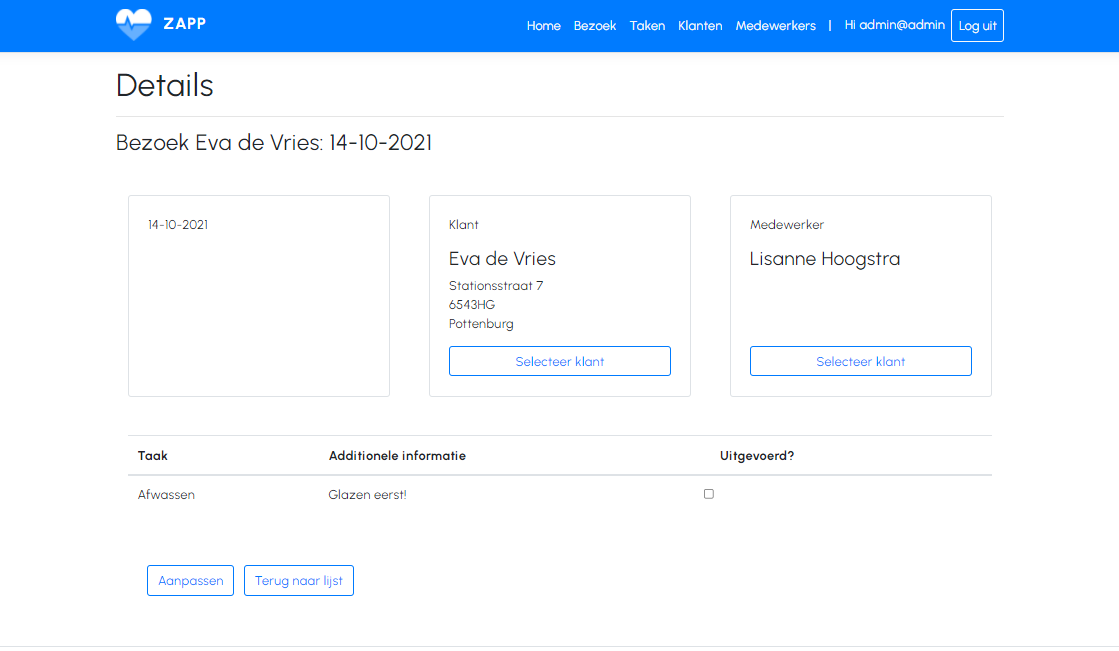 ZAPP
Home Bezoek Taken Klanten Medewerkers | Hi admin@admin Log uit
Details
Bezoek Eva de Vries: 14-10-2021
14-10-2021
Klant
Eva de Vries
Stationsstraat 7
6543HG
Pottenburg
Selecteer klant
Medewerker
Lisanne Hoogstra
Selecteer klant
Taak Additionele informatie Uitgevoerd?
Afwassen Glazen eerst!
Aanpassen Terug naar lijst